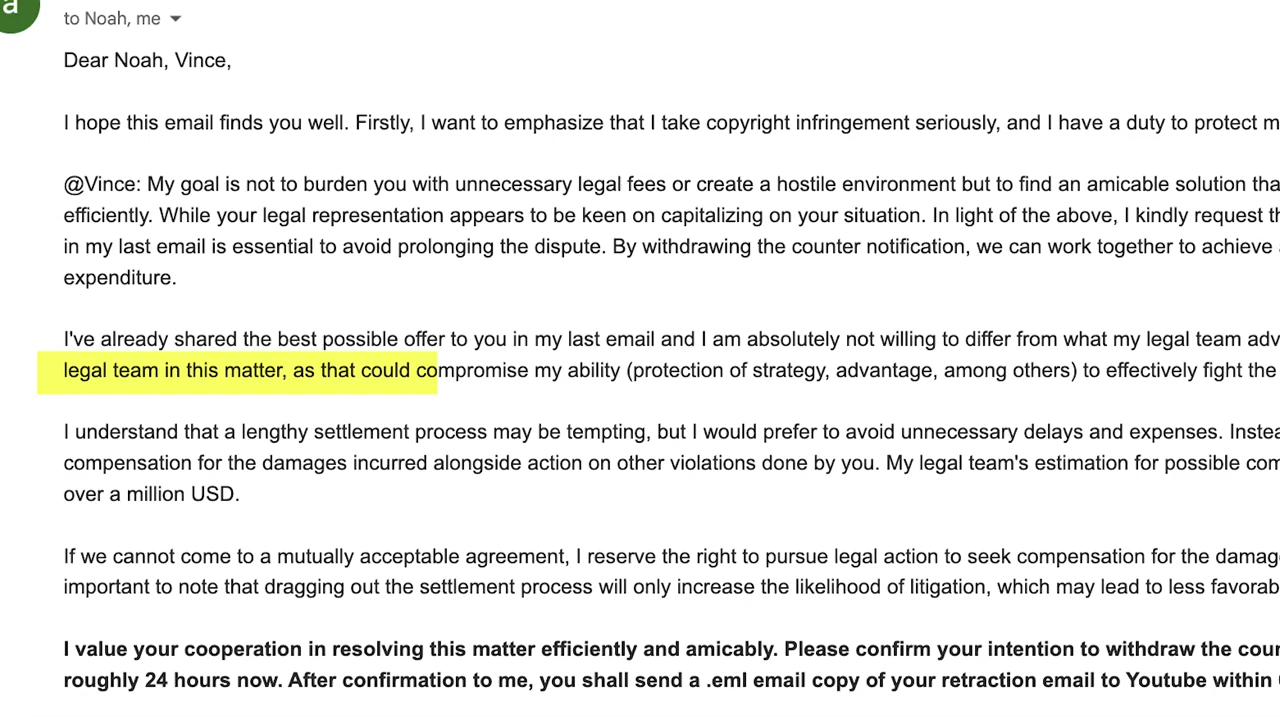 a
to Noah, me
Dear Noah, Vince,
I hope this email finds you well. Firstly, I want to emphasize that I take copyright infringement seriously, and I have a duty to protect m
@Vince: My goal is not to burden you with unnecessary legal fees or create a hostile environment but to find an amicable solution tha
efficiently. While your legal representation appears to be keen on capitalizing on your situation. In light of the above, I kindly request th
in my last email is essential to avoid prolonging the dispute. By withdrawing the counter notification, we can work together to achieve
expenditure.
I've already shared the best possible offer to you in my last email and I am absolutely not willing to differ from what my legal team adv
legal team in this matter, as that could compromise my ability (protection of strategy, advantage, among others) to effectively fight the
I understand that a lengthy settlement process may be tempting, but I would prefer to avoid unnecessary delays and expenses. Instea
compensation for the damages incurred alongside action on other violations done by you. My legal team's estimation for possible com
over a million USD.
If we cannot come to a mutually acceptable agreement, I reserve the right to pursue legal action to seek compensation for the damag
important to note that dragging out the settlement process will only increase the likelihood of litigation, which may lead to less favorab
I value your cooperation in resolving this matter efficiently and amicably. Please confirm your intention to withdraw the cour
roughly 24 hours now. After confirmation to me, you shall send a .eml email copy of your retraction email to Youtube within